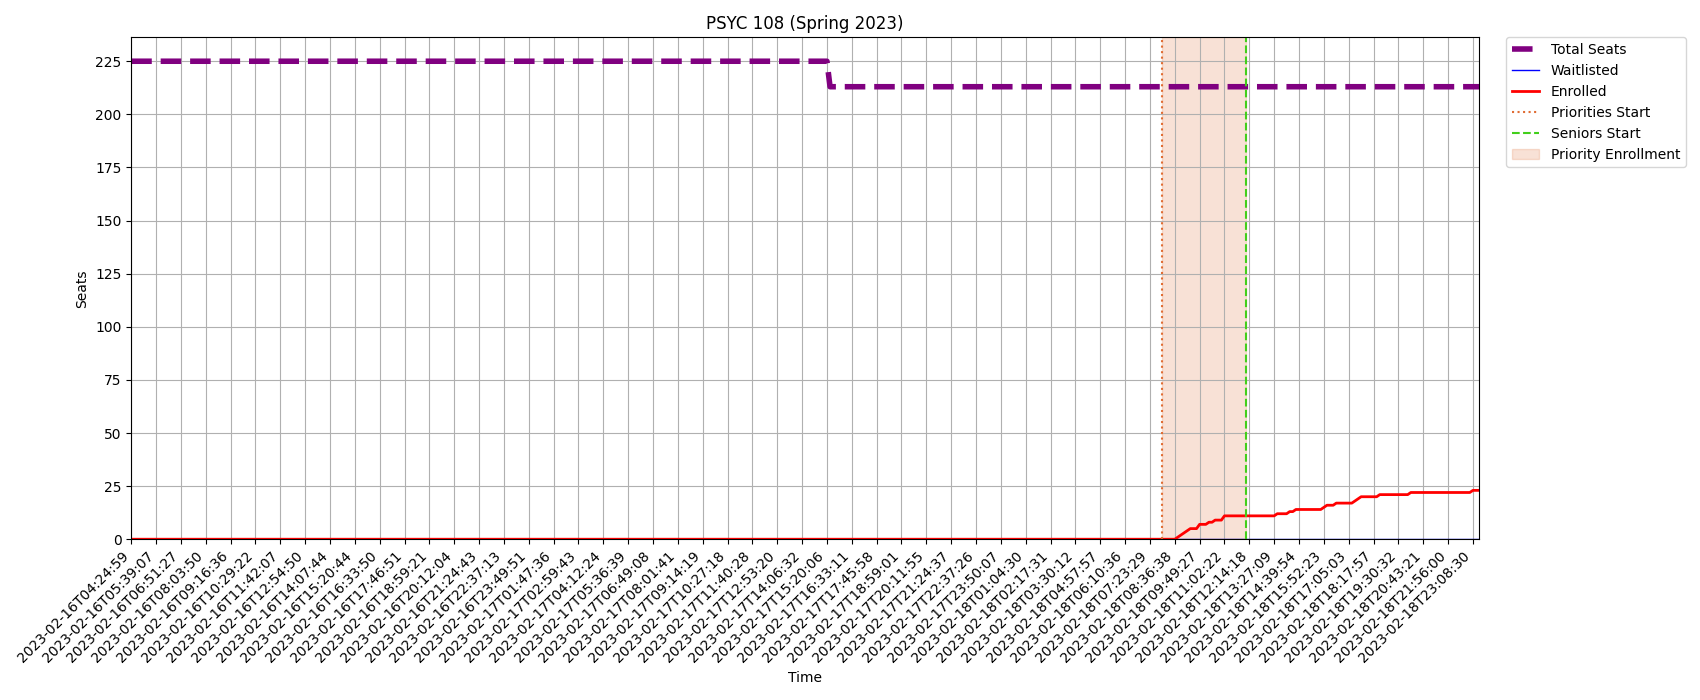 PSYC 108 (Spring 2023)
Total Seats
Waitlisted
Enrolled
Priorities Start
Seniors Start
Priority Enrollment
Seats
225
200
175
150
125
100
75
50
25
0
2023-02-16T04:24:59
2023-02-16T05:39:07
2023-02-16T06:51:27
2023-02-16T08:03:50
2023-02-16T09:16:36
2023-02-16T10:29:22
2023-02-16T11:42:07
2023-02-16T12:54:50
2023-02-16T14:07:44
2023-02-16T15:20:44
2023-02-16T16:33:50
2023-02-16T17:46:51
2023-02-16T18:59:21
2023-02-16T20:12:04
2023-02-16T21:24:43
2023-02-16T22:37:13
2023-02-16T23:49:51
2023-02-17T01:47:36
2023-02-17T02:59:43
2023-02-17T04:12:24
2023-02-17T05:36:39
2023-02-17T06:49:08
2023-02-17T08:01:41
2023-02-17T09:14:19
2023-02-17T10:27:18
2023-02-17T11:40:28
2023-02-17T12:53:20
2023-02-17T14:06:32
2023-02-17T15:20:06
2023-02-17T16:33:11
2023-02-17T17:45:58
2023-02-17T18:59:01
2023-02-17T20:11:55
2023-02-17T21:24:37
2023-02-17T22:37:26
2023-02-17T23:50:07
2023-02-18T01:04:30
2023-02-18T02:17:31
2023-02-18T03:30:12
2023-02-18T04:57:57
2023-02-18T06:10:36
2023-02-18T07:23:29
2023-02-18T08:36:38
2023-02-18T09:49:27
2023-02-18T11:02:22
2023-02-18T12:14:18
2023-02-18T13:27:09
2023-02-18T14:39:54
2023-02-18T15:52:23
2023-02-18T17:05:03
2023-02-18T18:17:57
2023-02-18T19:30:32
2023-02-18T20:43:21
2023-02-18T21:56:00
2023-02-18T23:08:30
Time